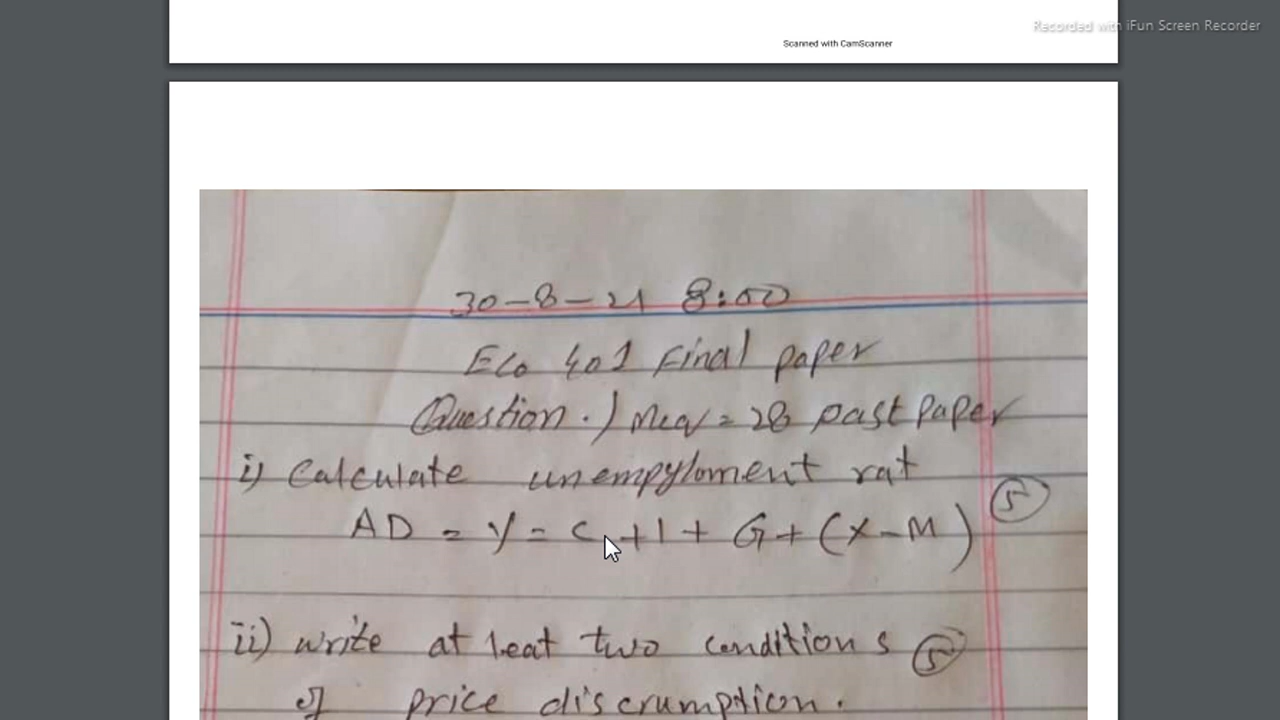 Recorded with iFun Screen Recorder
Scanned with CamScanner
30-8-21 8:00
Eco 401 Final paper
Question.) Mcq = 28 past paper
i) Calculate unempyloment rat
AD = Y = C + I + G + (X-M) 5
ii) write at leat two conditions 5
of price discrumption.